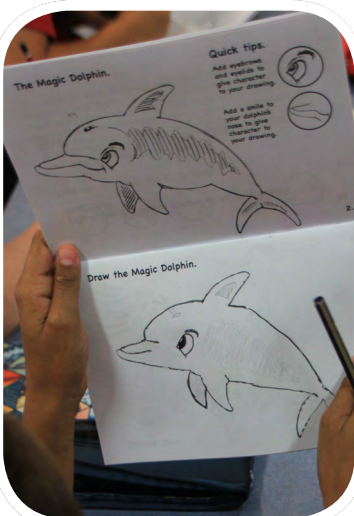 The Magic Dolphin.
Quick tips.
Add eyebrows
and eyelids to
give character
to your drawing.
Add a smile to
your dolphin's
nose to give
character to
your drawing.
2.
Draw the Magic Dolphin.